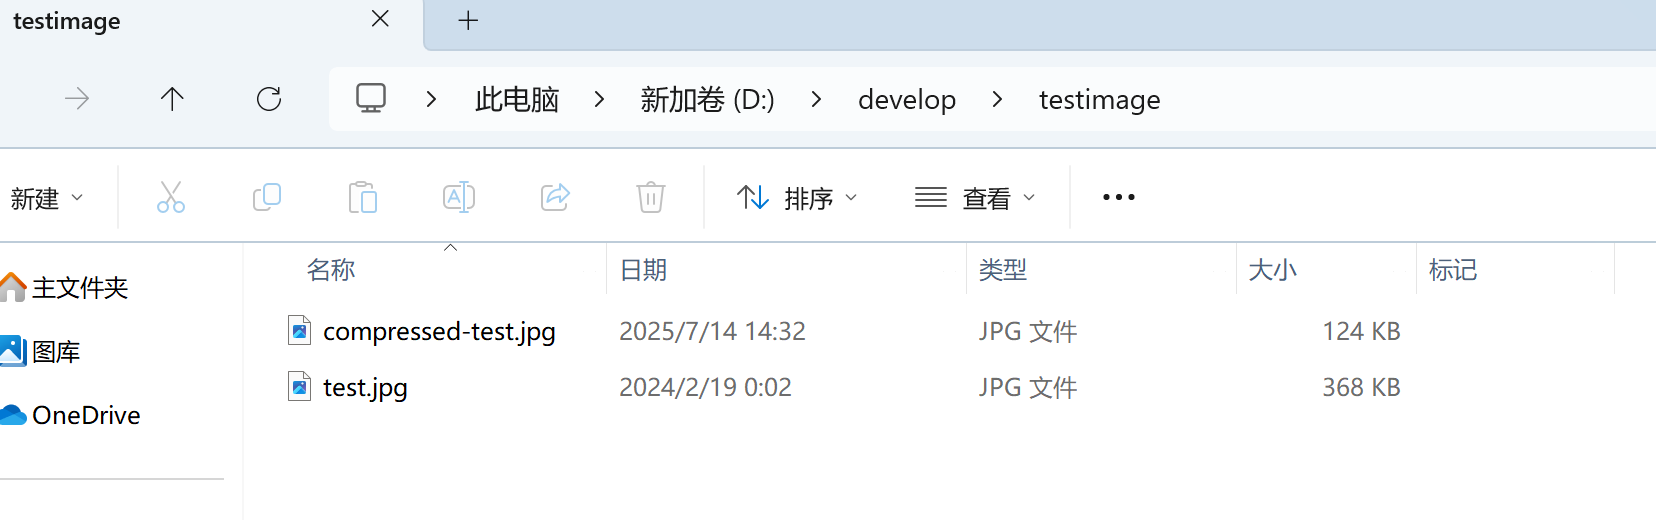 testimage
此电脑 新加卷 (D:) develop testimage
新建 排序 查看
名称 日期 类型 大小 标记
主文件夹
compressed-test.jpg 2025/7/14 14:32 JPG 文件 124 KB
图库
test.jpg 2024/2/19 0:02 JPG 文件 368 KB
OneDrive